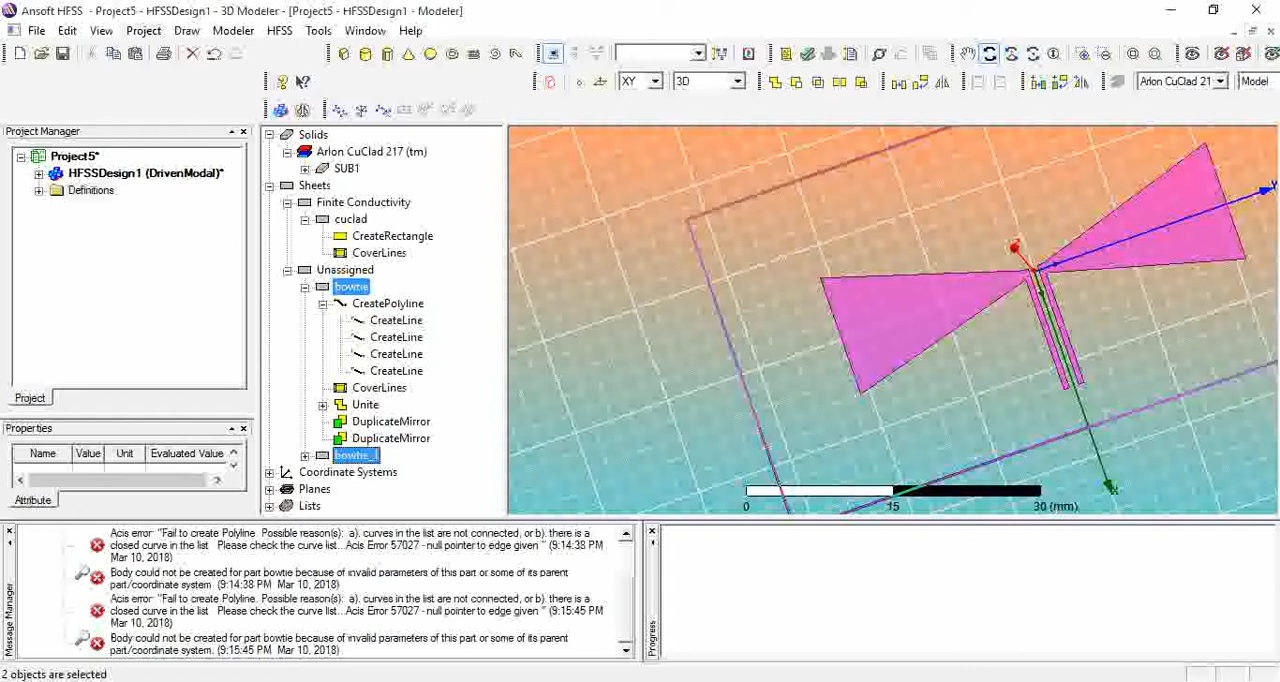 Ansoft HFSS - Project5 - HFSSDesign1 - 3D Modeler - [Project5 - HFSSDesign1 - Modeler]
File Edit View Project Draw Modeler HFSS Tools Window Help
XY 3D Arlon CuClad 21 Model
Project Manager
Project5*
HFSSDesign1 (DrivenModal)*
Definitions
Project
Properties
Name Value Unit Evaluated Value
Attribute
Solids
Arlon CuClad 217 (tm)
SUB1
Sheets
Finite Conductivity
cuclad
CreateRectangle
CoverLines
Unassigned
bowtie
CreatePolyline
CreateLine
CreateLine
CreateLine
CreateLine
CoverLines
Unite
DuplicateMirror
DuplicateMirror
bowtie_1
Coordinate Systems
Planes
Lists
Y
Z
X
0 15 30 (mm)
Message Manager
Acis error "Fail to create Polyline. Possible reason(s): a). curves in the list are not connected, or b). there is a
closed curve in the list Please check the curve list...Acis Error 57027 - null pointer to edge given " (9:14:38 PM
Mar 10, 2018)
Body could not be created for part bowtie because of invalid parameters of this part or some of its parent
part/coordinate system. (9:14:38 PM Mar 10, 2018)
Acis error "Fail to create Polyline. Possible reason(s): a). curves in the list are not connected, or b). there is a
closed curve in the list Please check the curve list...Acis Error 57027 - null pointer to edge given " (9:15:45 PM
Mar 10, 2018)
Body could not be created for part bowtie because of invalid parameters of this part or some of its parent
part/coordinate system. (9:15:45 PM Mar 10, 2018)
Progress
2 objects are selected